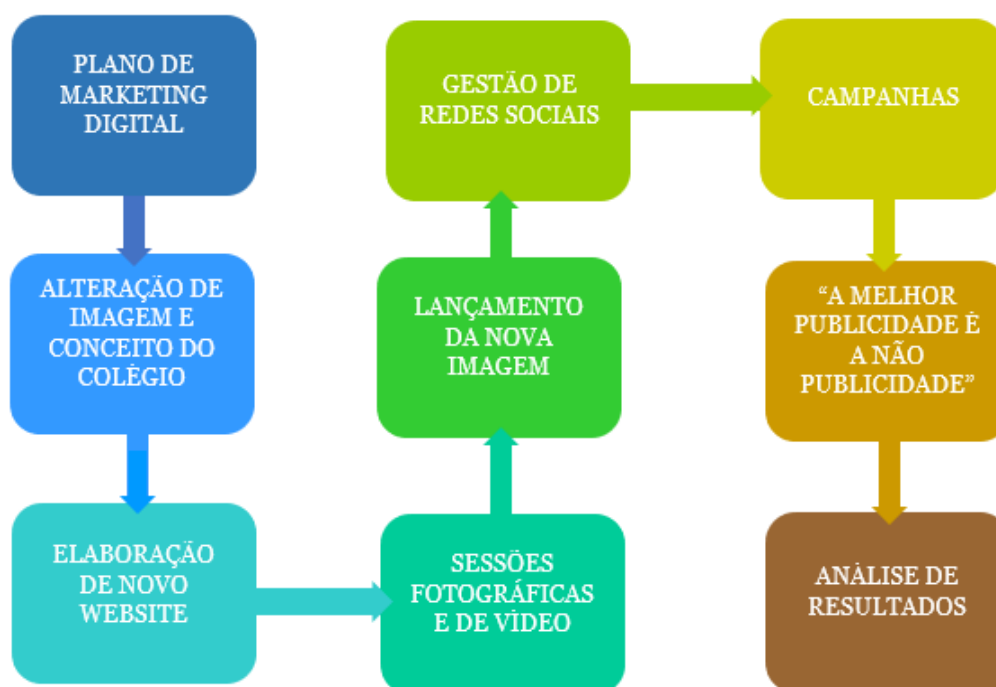 PLANO DE
MARKETING
DIGITAL
ALTERAÇÃO DE
IMAGEM E
CONCEITO DO
COLÉGIO
ELABORAÇÃO
DE NOVO
WEBSITE
SESSÕES
FOTOGRÁFICAS
E DE VÍDEO
LANÇAMENTO
DA NOVA
IMAGEM
GESTÃO DE
REDES SOCIAIS
CAMPANHAS
“A MELHOR
PUBLICIDADE É
A NÃO
PUBLICIDADE”
ANÁLISE DE
RESULTADOS